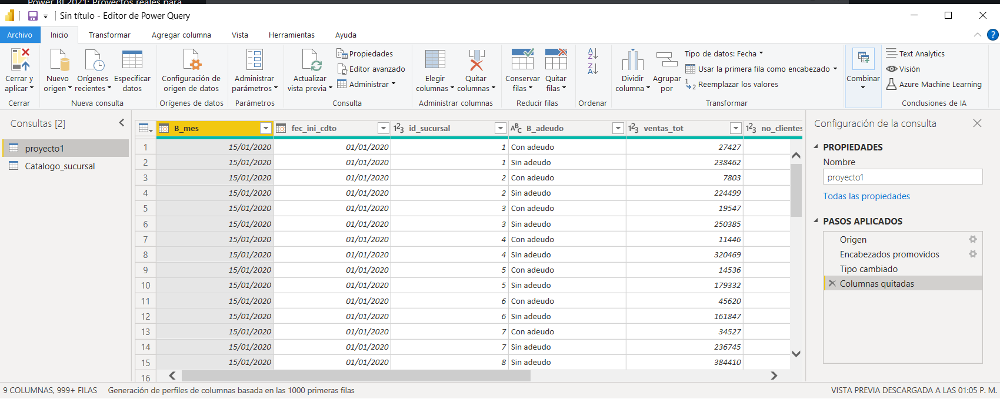 Power BI 2021: Proyectos reales para
Sin título - Editor de Power Query
Archivo Inicio Transformar Agregar columna Vista Herramientas Ayuda
Cerrar y aplicar
Nuevo origen
Orígenes recientes
Especificar datos
Configuración de origen de datos
Administrar parámetros
Actualizar vista previa
Propiedades
Editor avanzado
Administrar
Elegir columnas
Quitar columnas
Conservar filas
Quitar filas
Dividir columna
Agrupar por
Tipo de datos: Fecha
Usar la primera fila como encabezado
Reemplazar los valores
Combinar
Text Analytics
Visión
Azure Machine Learning
Cerrar Nueva consulta Orígenes de datos Parámetros Consulta Administrar columnas Reducir filas Ordenar Transformar Conclusiones de IA
Consultas [2]
proyecto1
Catalogo_sucursal
B_mes fec_ini_cdto 123 id_sucursal ABC B_adeudo 123 ventas_tot 123 no_clientes
1 15/01/2020 01/01/2020 1 Con adeudo 27427
2 15/01/2020 01/01/2020 1 Sin adeudo 238462
3 15/01/2020 01/01/2020 2 Con adeudo 7803
4 15/01/2020 01/01/2020 2 Sin adeudo 224499
5 15/01/2020 01/01/2020 3 Con adeudo 19547
6 15/01/2020 01/01/2020 3 Sin adeudo 250385
7 15/01/2020 01/01/2020 4 Con adeudo 11446
8 15/01/2020 01/01/2020 4 Sin adeudo 320469
9 15/01/2020 01/01/2020 5 Con adeudo 14536
10 15/01/2020 01/01/2020 5 Sin adeudo 179332
11 15/01/2020 01/01/2020 6 Con adeudo 45620
12 15/01/2020 01/01/2020 6 Sin adeudo 161847
13 15/01/2020 01/01/2020 7 Con adeudo 34527
14 15/01/2020 01/01/2020 7 Sin adeudo 236745
15 15/01/2020 01/01/2020 8 Sin adeudo 384410
16
Configuración de la consulta
PROPIEDADES
Nombre
proyecto1
Todas las propiedades
PASOS APLICADOS
Origen
Encabezados promovidos
Tipo cambiado
Columnas quitadas
9 COLUMNAS, 999+ FILAS Generación de perfiles de columnas basada en las 1000 primeras filas VISTA PREVIA DESCARGADA A LAS 01:05 P. M.